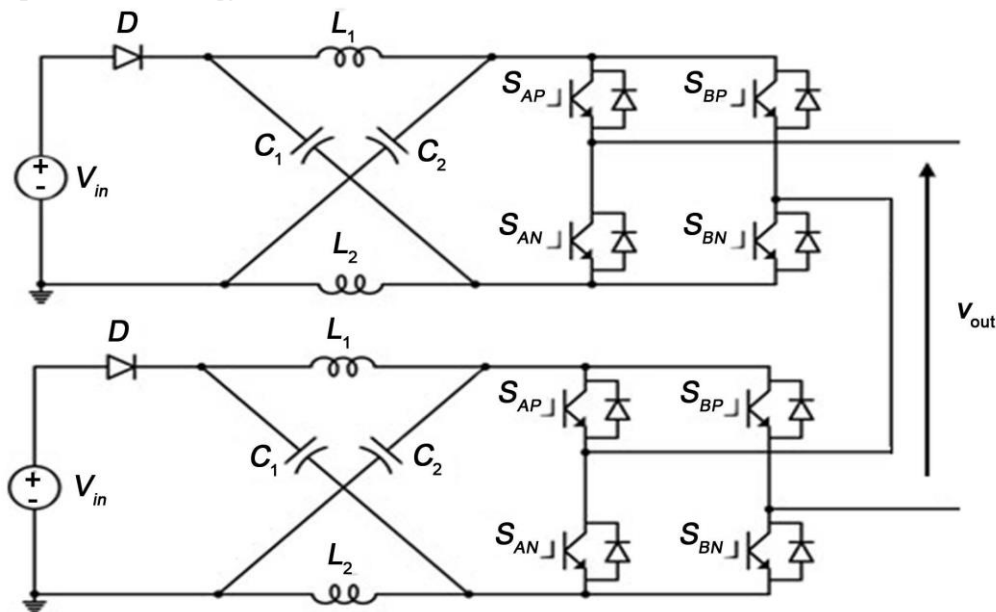 D
L1
SAP
SBP
C1
C2
+
-
Vin
L2
SAN
SBN
vout
D
L1
SAP
SBP
C1
C2
+
-
Vin
L2
SAN
SBN